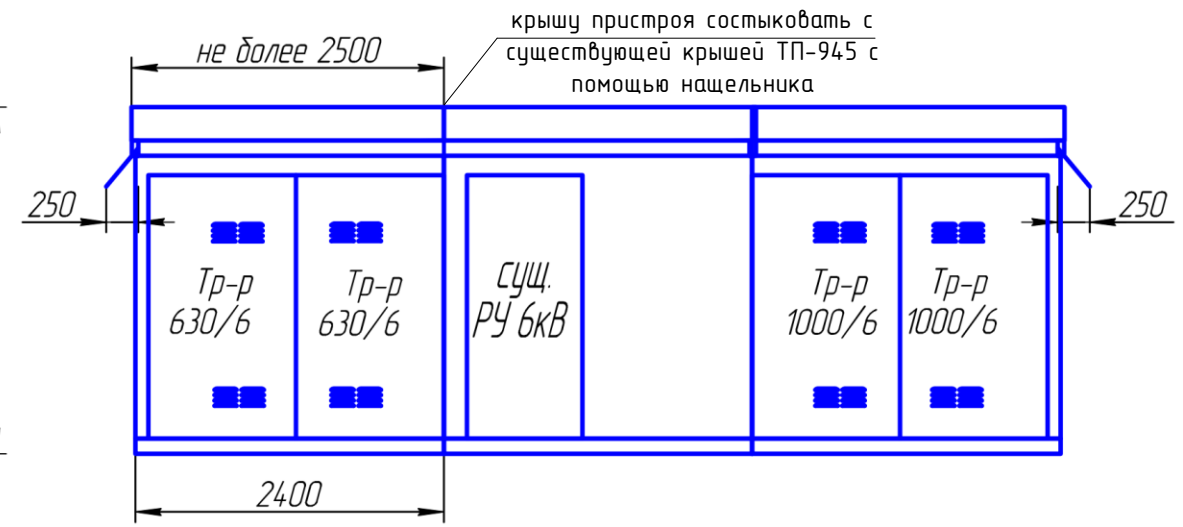 крышу пристроя состыковать с
существующей крышей ТП-945 с
помощью нащельника
не более 2500
250
250
Тр-р
630/6
Тр-р
630/6
сущ.
РУ 6кВ
Тр-р
1000/6
Тр-р
1000/6
2400